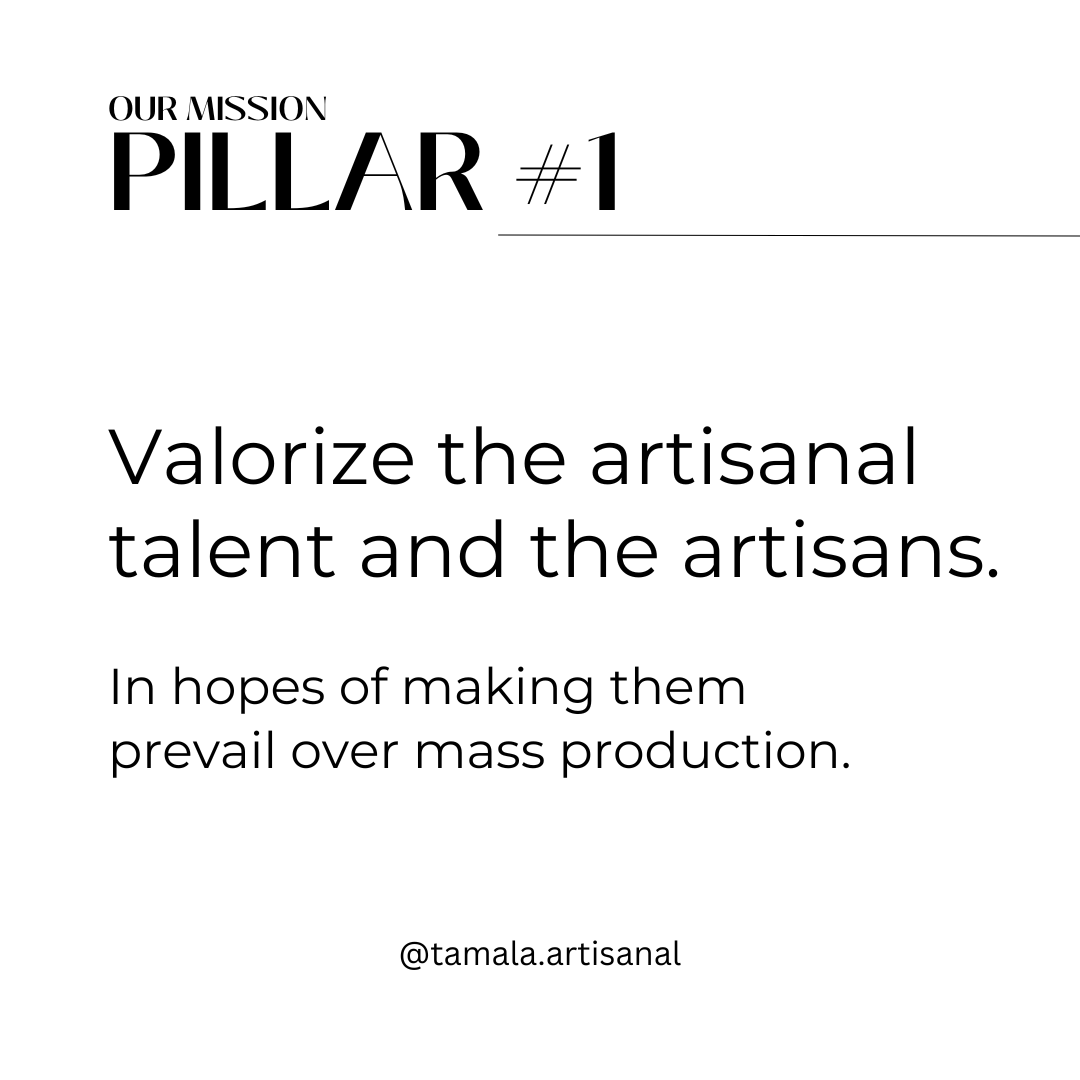 OUR MISSION
PILLAR #1
Valorize the artisanal
talent and the artisans.
In hopes of making them
prevail over mass production.
@tamala.artisanal